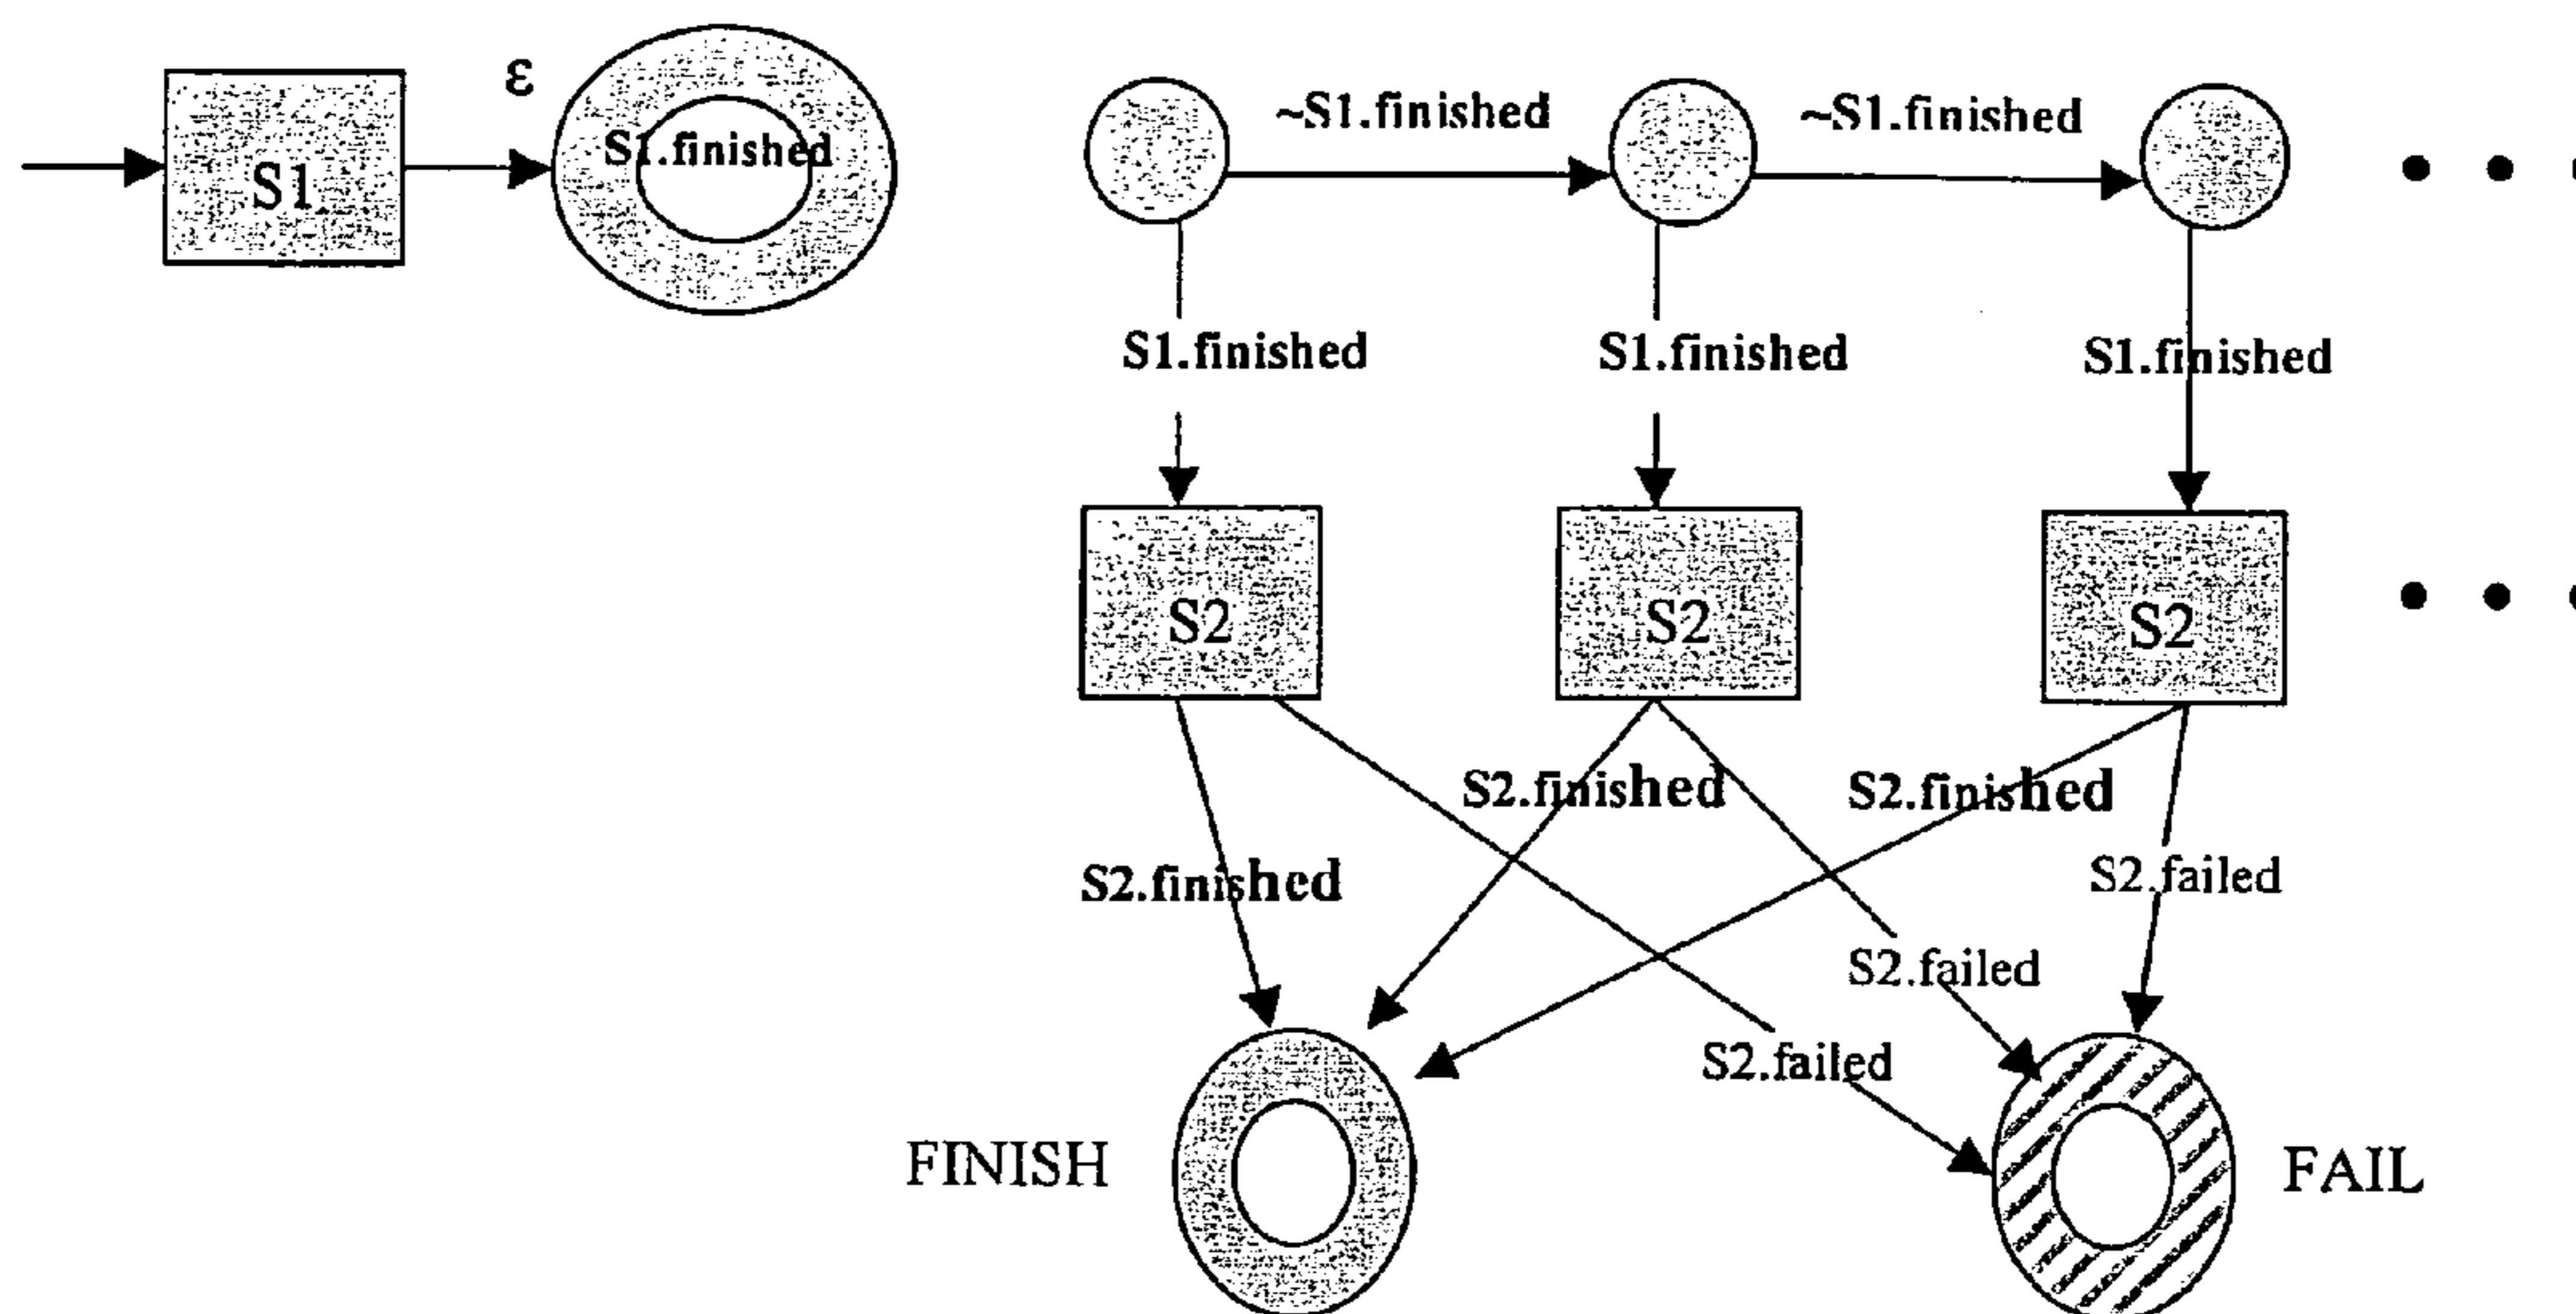 ε
S1.finished
S1
~S1.finished
~S1.finished
S1.finished
S1.finished
S1.finished
S2
S2
S2
S2.finished
S2.finished
S2.finished
S2.failed
S2.failed
S2.failed
FINISH
FAIL